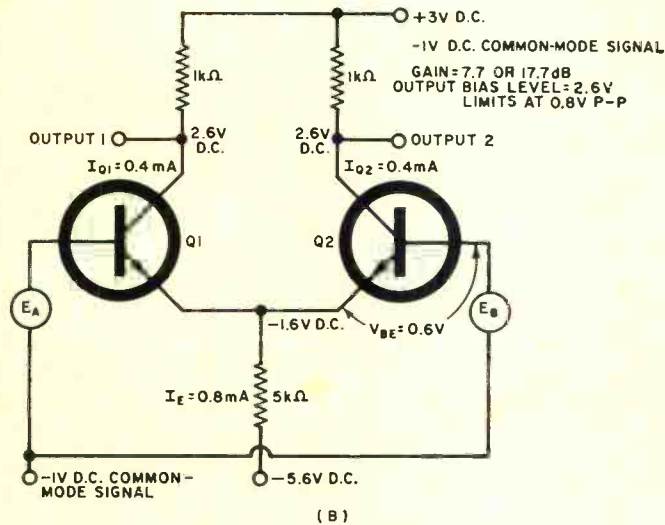 +3V D.C.
-1V D.C. COMMON-MODE SIGNAL
GAIN=7.7 OR 17.7dB
OUTPUT BIAS LEVEL=2.6V
LIMITS AT 0.8V P-P
1kΩ
1kΩ
OUTPUT 1
2.6V
D.C.
2.6V
D.C.
OUTPUT 2
IQ1=0.4mA
IQ2=0.4mA
Q1
Q2
EA
EB
-1.6V D.C.
VBE=0.6V
IE=0.8mA
5kΩ
-1V D.C. COMMON-
MODE SIGNAL
-5.6V D.C.
(B)